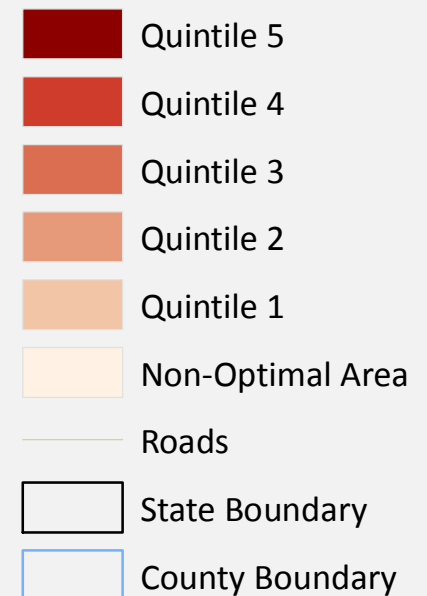 Quintile 5
Quintile 4
Quintile 3
Quintile 2
Quintile 1
Non-Optimal Area
Roads
State Boundary
County Boundary